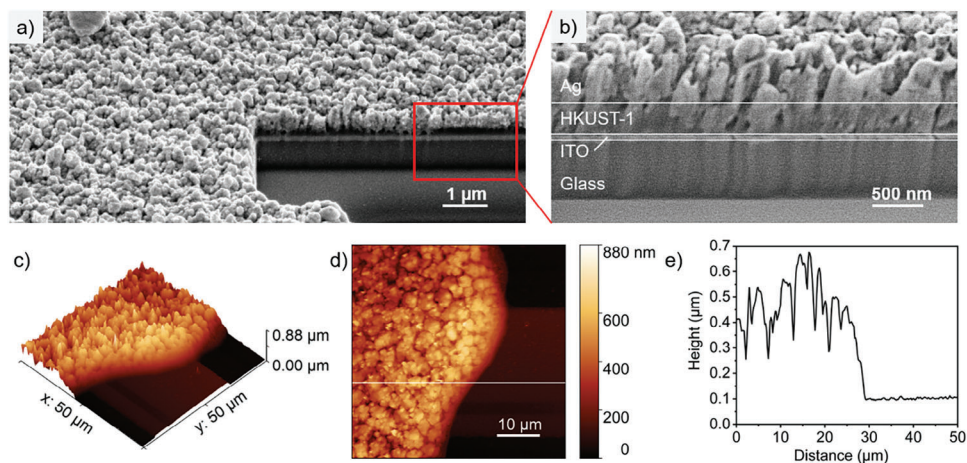 a)
1 µm
b)
Ag
HKUST-1
ITO
Glass
500 nm
c)
0.88 µm
0.00 µm
x: 50 µm
y: 50 µm
d)
10 µm
880 nm
600
400
200
0
e)
0.7
0.6
0.5
0.4
0.3
0.2
0.1
0.0
Height (µm)
0 10 20 30 40 50
Distance (µm)